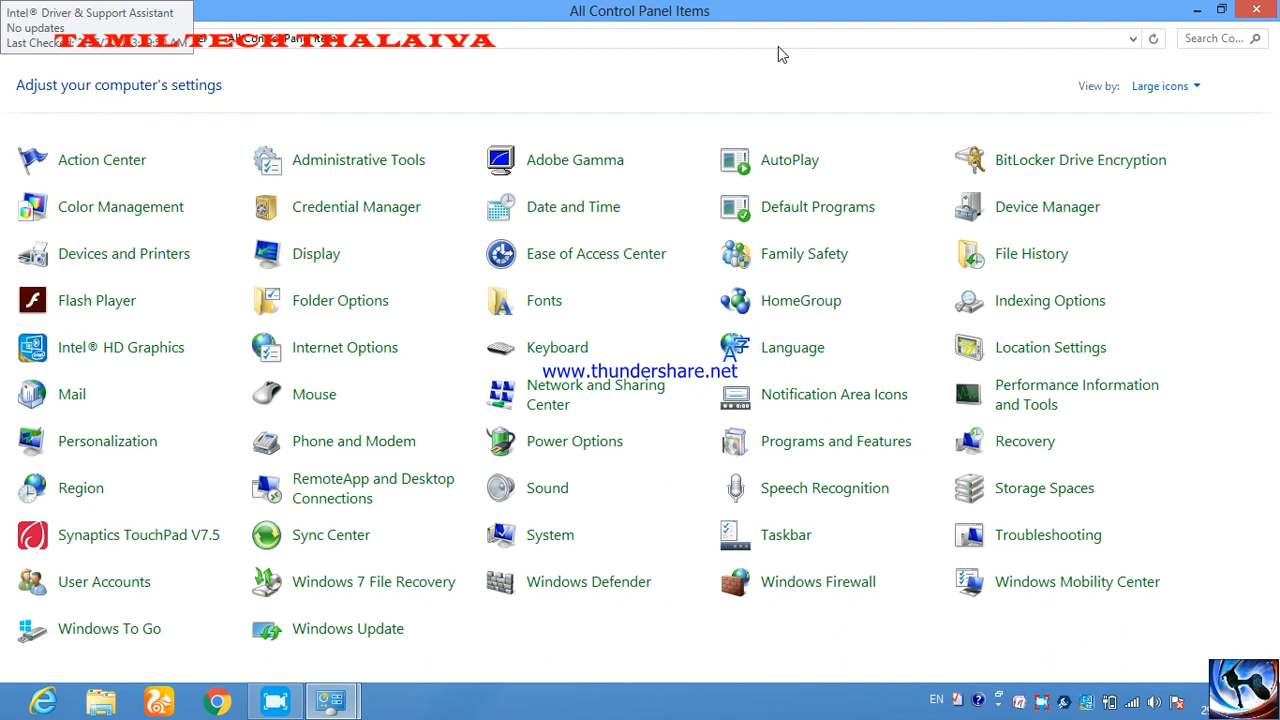 Intel® Driver & Support Assistant
No updates
Last Checked:
All Control Panel Items
TAMIL TECH THALAIVA
Search Co...
Adjust your computer's settings
View by: Large icons
Action Center
Administrative Tools
Adobe Gamma
AutoPlay
BitLocker Drive Encryption
Color Management
Credential Manager
Date and Time
Default Programs
Device Manager
Devices and Printers
Display
Ease of Access Center
Family Safety
File History
Flash Player
Folder Options
Fonts
HomeGroup
Indexing Options
Intel® HD Graphics
Internet Options
Keyboard
Language
Location Settings
www.thundershare.net
Mail
Mouse
Network and Sharing
Center
Notification Area Icons
Performance Information
and Tools
Personalization
Phone and Modem
Power Options
Programs and Features
Recovery
Region
RemoteApp and Desktop
Connections
Sound
Speech Recognition
Storage Spaces
Synaptics TouchPad V7.5
Sync Center
System
Taskbar
Troubleshooting
User Accounts
Windows 7 File Recovery
Windows Defender
Windows Firewall
Windows Mobility Center
Windows To Go
Windows Update
EN